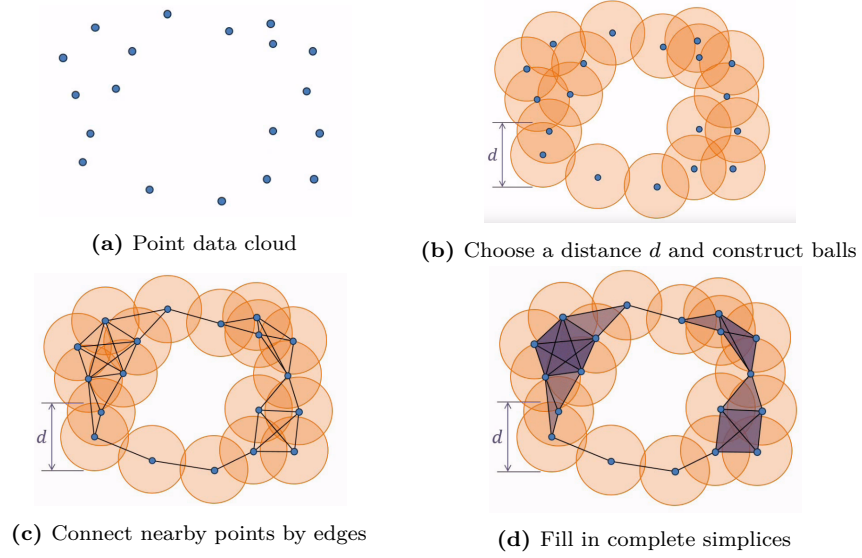 (a) Point data cloud
d
(b) Choose a distance d and construct balls
d
(c) Connect nearby points by edges
d
(d) Fill in complete simplices